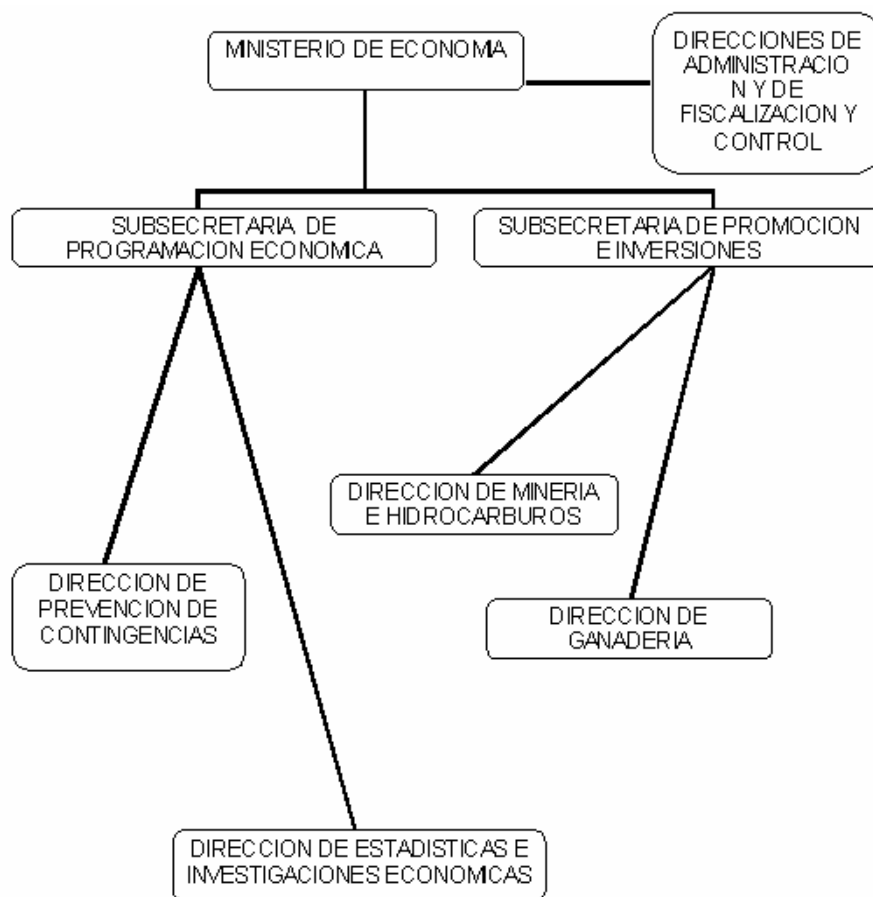 MINISTERIO DE ECONOMIA
DIRECCIONES DE
ADMINISTRACIO
N Y DE
FISCALIZACION Y
CONTROL
SUBSECRETARIA DE
PROGRAMACION ECONOMICA
SUBSECRETARIA DE PROMOCION
E INVERSIONES
DIRECCION DE MINERIA
E HIDROCARBUROS
DIRECCION DE
PREVENCION DE
CONTINGENCIAS
DIRECCION DE
GANADERIA
DIRECCION DE ESTADISTICAS E
INVESTIGACIONES ECONOMICAS